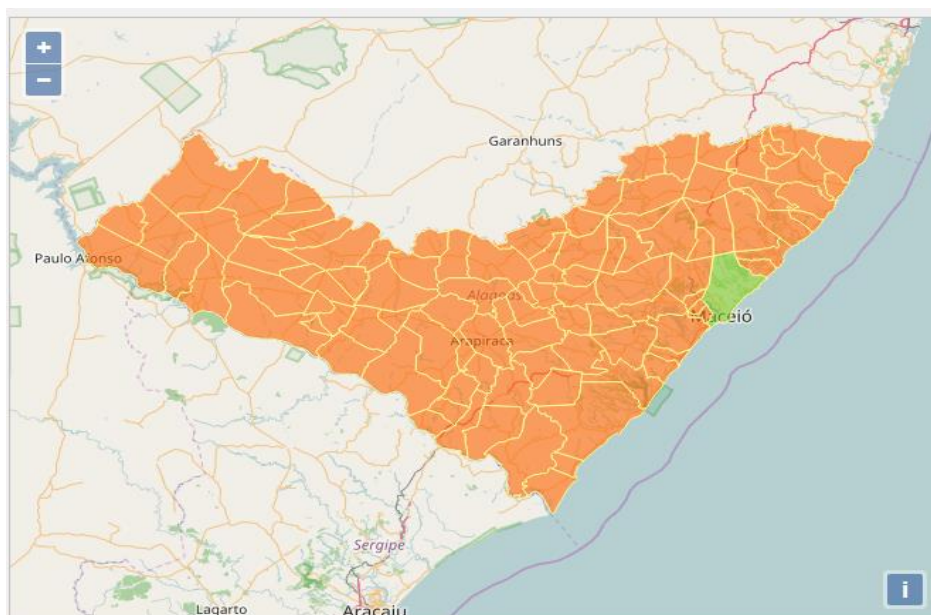 +
−
Garanhuns
Paulo Afonso
Alagoas
Maceió
Arapiraca
Sergipe
Lagarto
Aracaju
i